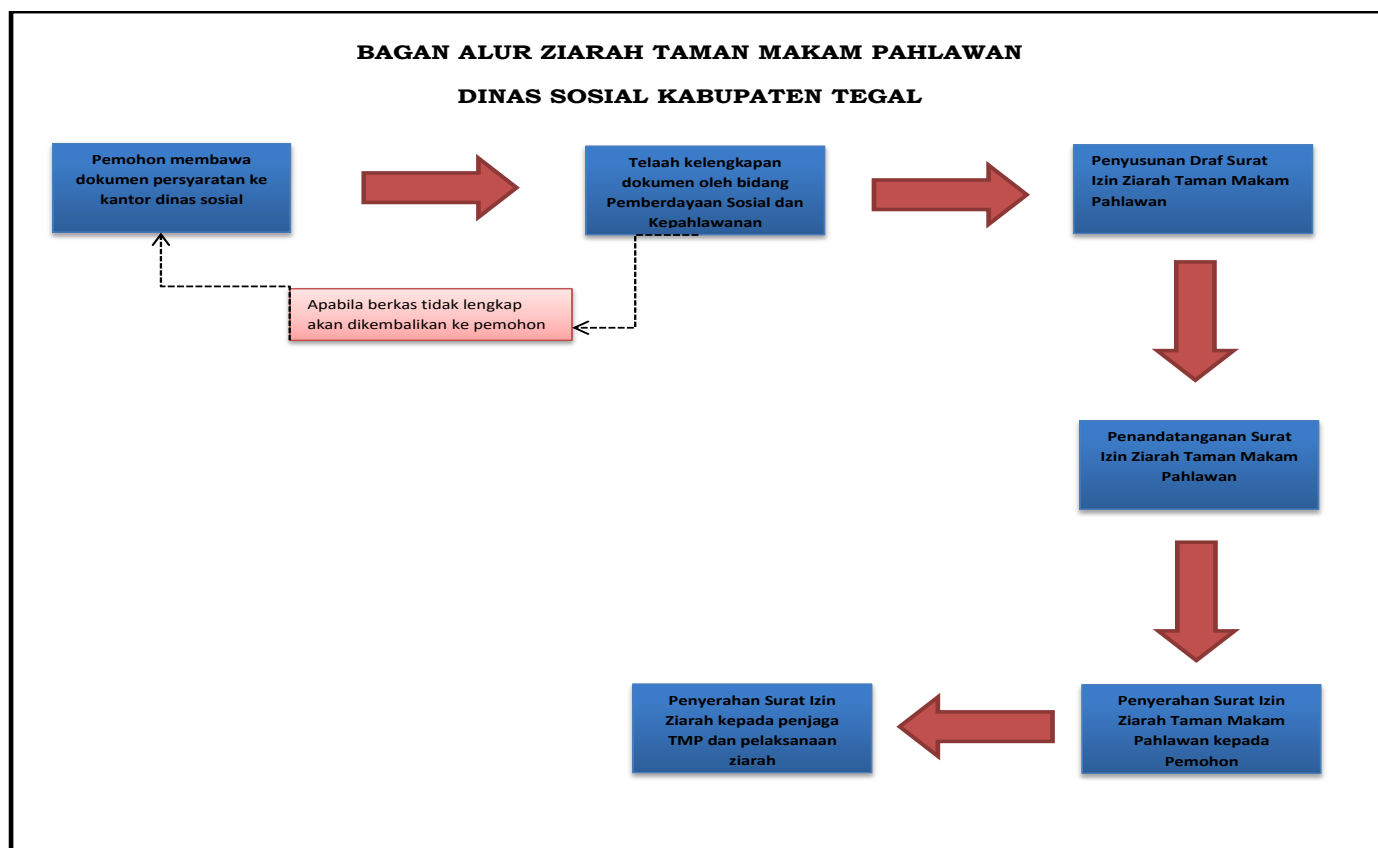 BAGAN ALUR ZIARAH TAMAN MAKAM PAHLAWAN
DINAS SOSIAL KABUPATEN TEGAL
Pemohon membawa
dokumen persyaratan ke
kantor dinas sosial
Telaah kelengkapan
dokumen oleh bidang
Pemberdayaan Sosial dan
Kepahlawanan
Penyusunan Draf Surat
Izin Ziarah Taman Makam
Pahlawan
Apabila berkas tidak lengkap
akan dikembalikan ke pemohon
Penandatanganan Surat
Izin Ziarah Taman Makam
Pahlawan
Penyerahan Surat Izin
Ziarah Taman Makam
Pahlawan kepada
Pemohon
Penyerahan Surat Izin
Ziarah kepada penjaga
TMP dan pelaksanaan
ziarah